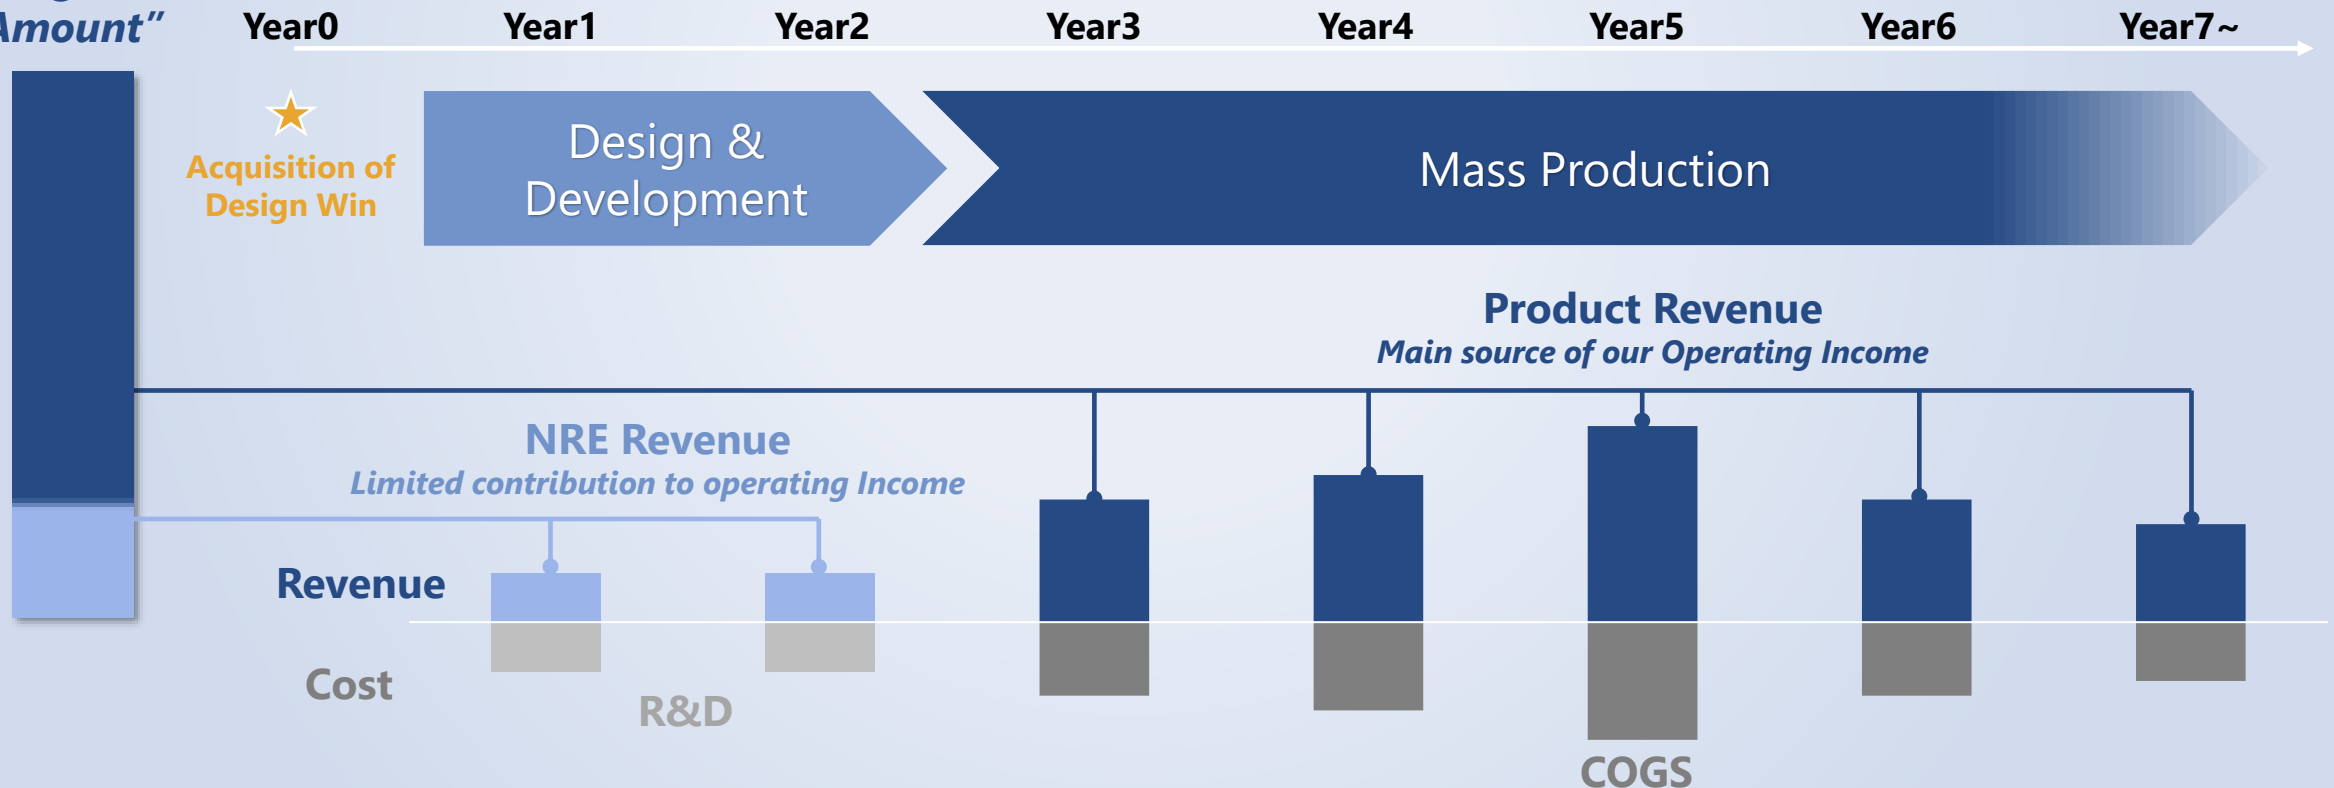 Amount”
Year0
Year1
Year2
Year3
Year4
Year5
Year6
Year7~
Acquisition of
Design Win
Design &
Development
Mass Production
Product Revenue
Main source of our Operating Income
NRE Revenue
Limited contribution to operating Income
Revenue
Cost
R&D
COGS